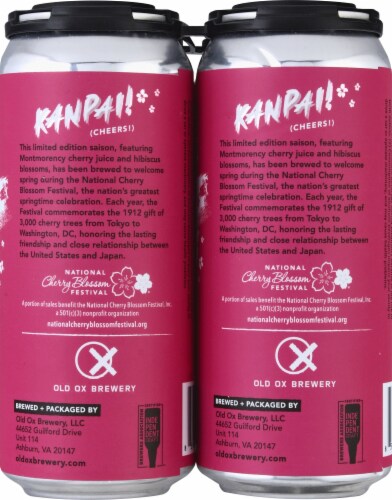 KANPAI!
(CHEERS!)
This limited edition saison, featuring
Montmorency cherry juice and hibiscus
blossoms, has been brewed to welcome
spring during the National Cherry
Blossom Festival, the nation's greatest
springtime celebration. Each year, the
Festival commemorates the 1912 gift of
3,000 cherry trees from Tokyo to
Washington, DC, honoring the lasting
friendship and close relationship between
the United States and Japan.
NATIONAL
Cherry Blossom
FESTIVAL
A portion of sales benefit the National Cherry Blossom Festival, Inc.
a 501(c)(3) nonprofit organization
nationalcherryblossomfestival.org
OLD OX BREWERY
BREWED + PACKAGED BY
Old Ox Brewery, LLC
44652 Guilford Drive
Unit 114
Ashburn, VA 20147
oldoxbrewery.com
INDE
PEN
DENT
KANPAI!
(CHEERS!)
This limited edition saison, featuring
Montmorency cherry juice and hibiscus
blossoms, has been brewed to welcome
spring during the National Cherry
Blossom Festival, the nation's greatest
springtime celebration. Each year, the
Festival commemorates the 1912 gift of
3,000 cherry trees from Tokyo to
Washington, DC, honoring the lasting
friendship and close relationship between
the United States and Japan.
NATIONAL
Cherry Blossom
FESTIVAL
A portion of sales benefit the National Cherry Blossom Festival, Inc.
a 501(c)(3) nonprofit organization
nationalcherryblossomfestival.org
OLD OX BREWERY
BREWED + PACKAGED BY
Old Ox Brewery, LLC
44652 Guilford Drive
Unit 114
Ashburn, VA 20147
oldoxbrewery.com
INDE
PEN
DENT